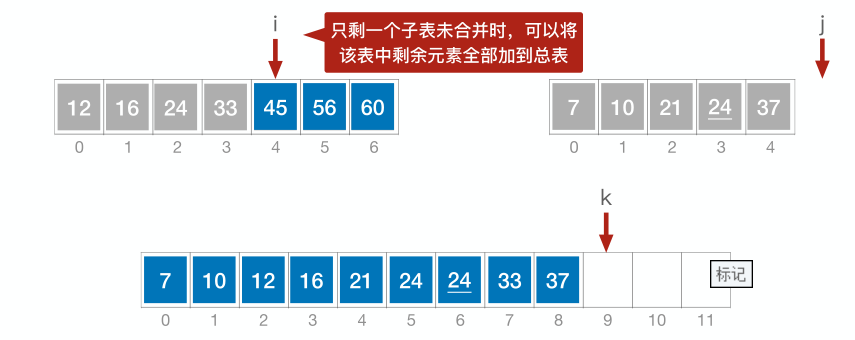 i
只剩一个子表未合并时，可以将
该表中剩余元素全部加到总表
j
12 16 24 33 45 56 60
7 10 21 24 37
0 1 2 3 4 5 6
0 1 2 3 4
k
7 10 12 16 21 24 24 33 37
标记
0 1 2 3 4 5 6 7 8 9 10 11